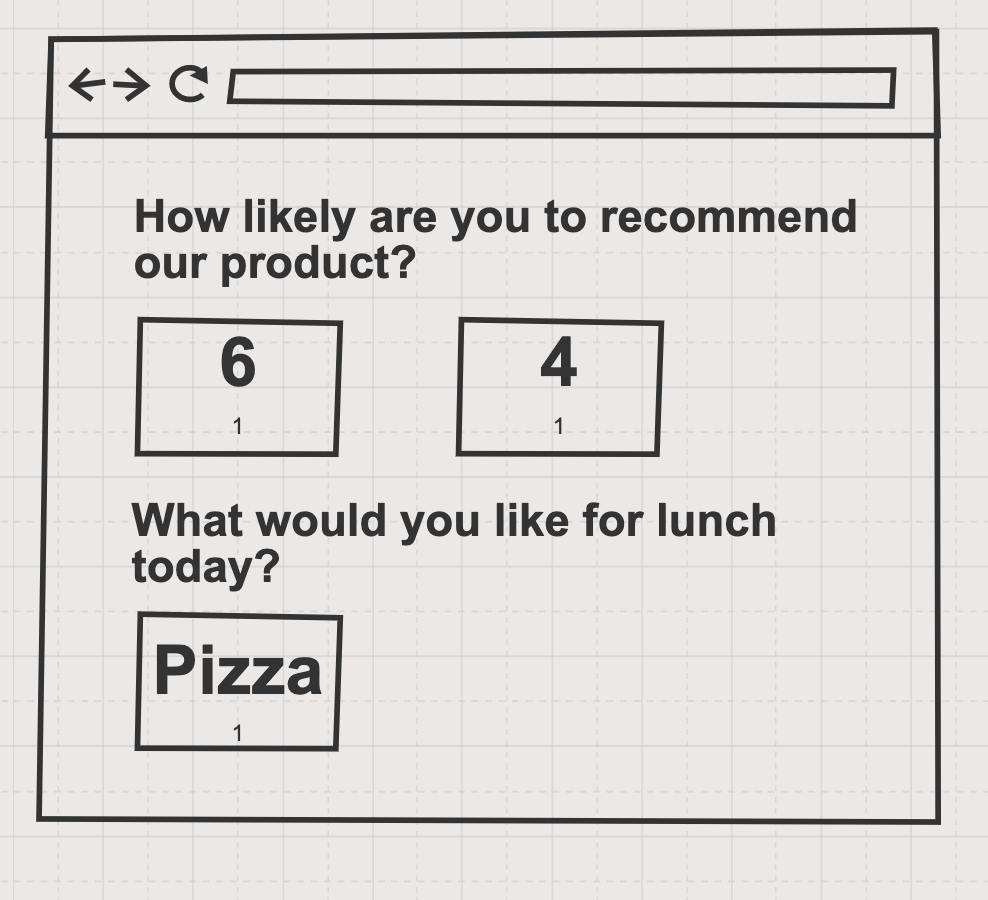 How likely are you to recommend
our product?
6 4
1 1
What would you like for lunch
today?
Pizza
1